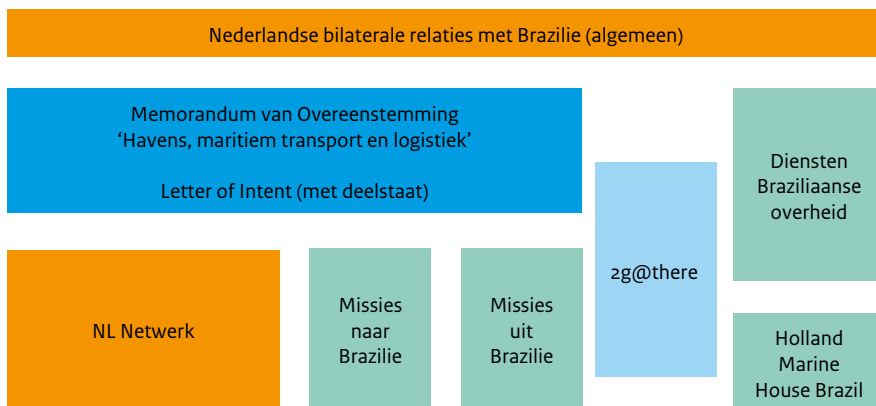 Nederlandse bilaterale relaties met Brazilie (algemeen)
Memorandum van Overeenstemming
‘Havens, maritiem transport en logistiek’
Letter of Intent (met deelstaat)
Diensten
Braziliaanse
overheid
2g@there
NL Netwerk
Missies
naar
Brazilie
Missies
uit
Brazilie
Holland
Marine
House Brazil